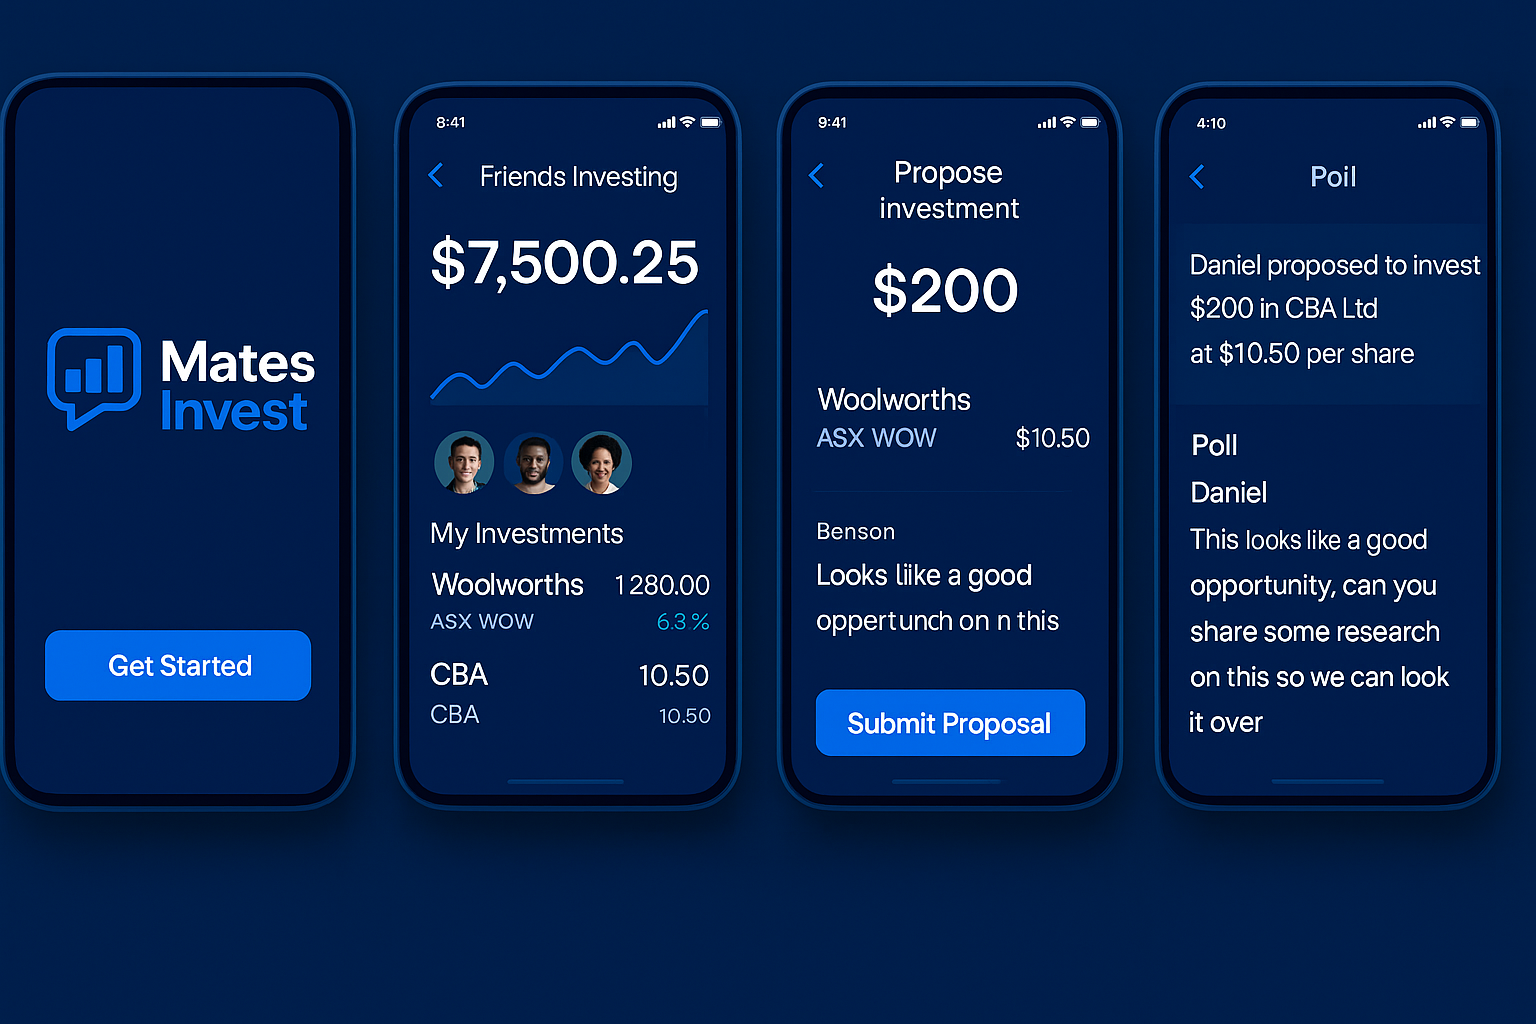 Mates
Invest
Get Started
8:41
Friends Investing
$7,500.25
My Investments
Woolworths 1280.00
ASX WOW 6.3%
CBA 10.50
CBA 10.50
9:41
Propose
investment
$200
Woolworths
ASX WOW $10.50
Benson
Looks like a good
oppertunch on n this
Submit Proposal
4:10
Poil
Daniel proposed to invest
$200 in CBA Ltd
at $10.50 per share
Poll
Daniel
This looks like a good
opportunity, can you
share some research
on this so we can look
it over